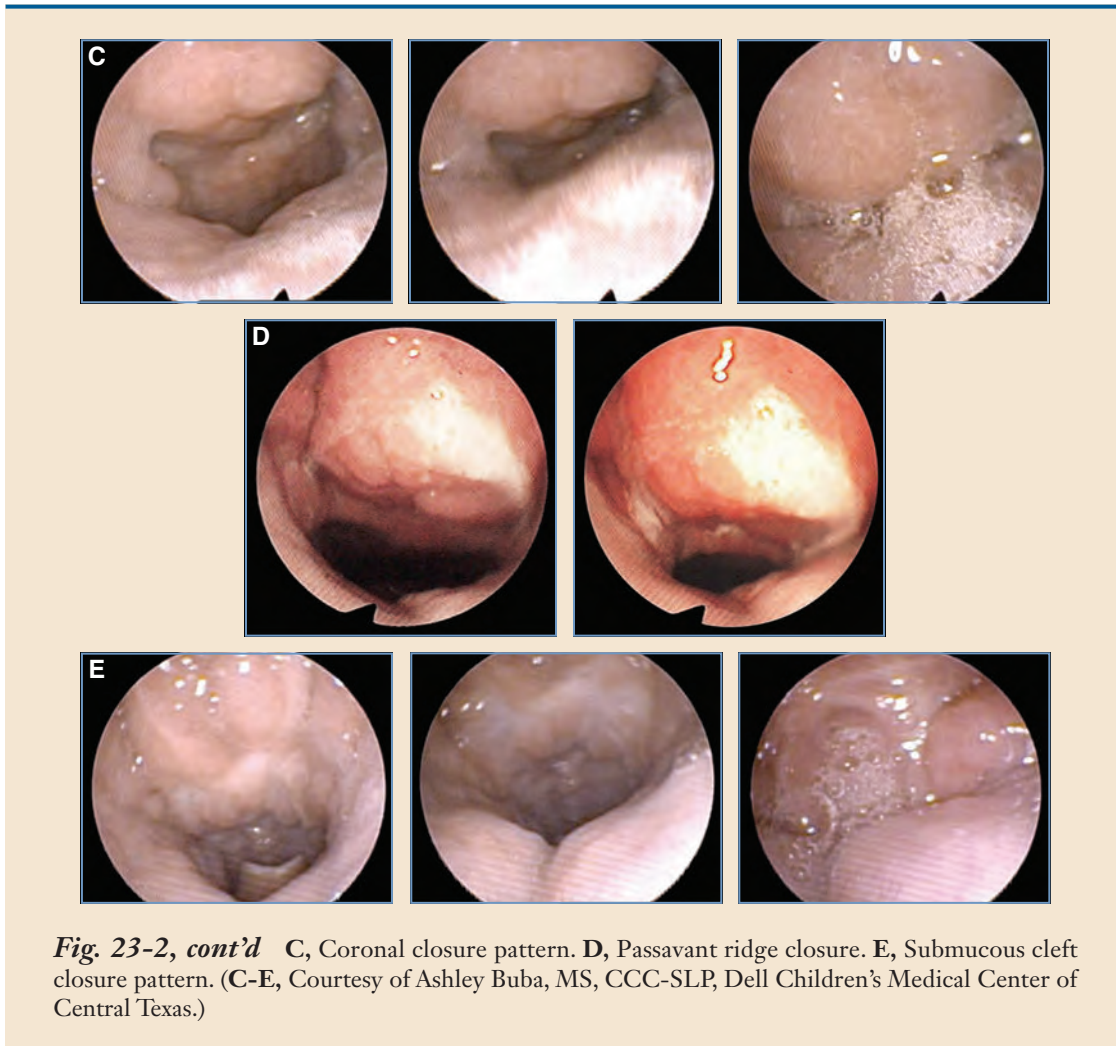 C
D
E
Fig. 23-2, cont'd C, Coronal closure pattern. D, Passavant ridge closure. E, Submucous cleft
closure pattern. (C-E, Courtesy of Ashley Buba, MS, CCC-SLP, Dell Children's Medical Center of
Central Texas.)